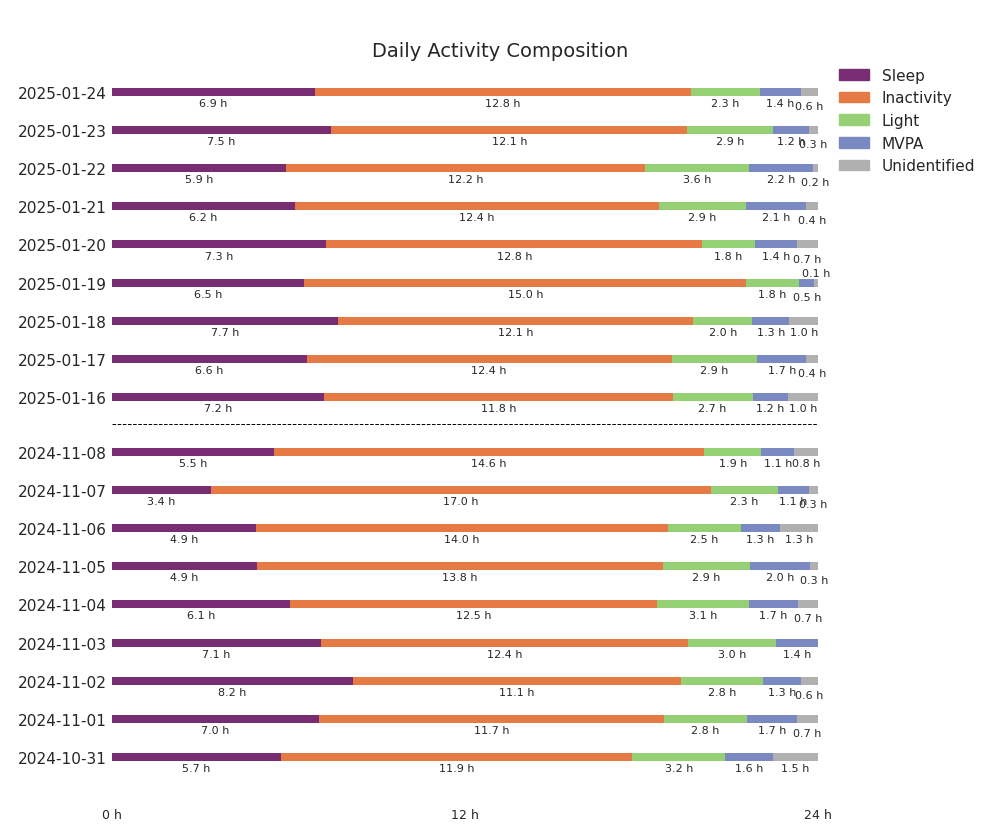 Daily Activity Composition
Sleep
Inactivity
Light
MVPA
Unidentified
2025-01-24
6.9 h 12.8 h 2.3 h 1.4 h 0.6 h
2025-01-23
7.5 h 12.1 h 2.9 h 1.2 h 0.3 h
2025-01-22
5.9 h 12.2 h 3.6 h 2.2 h 0.2 h
2025-01-21
6.2 h 12.4 h 2.9 h 2.1 h 0.4 h
2025-01-20
7.3 h 12.8 h 1.8 h 1.4 h 0.7 h
0.1 h
2025-01-19
6.5 h 15.0 h 1.8 h 0.5 h
2025-01-18
7.7 h 12.1 h 2.0 h 1.3 h 1.0 h
2025-01-17
6.6 h 12.4 h 2.9 h 1.7 h 0.4 h
2025-01-16
7.2 h 11.8 h 2.7 h 1.2 h 1.0 h
2024-11-08
5.5 h 14.6 h 1.9 h 1.1 h 0.8 h
2024-11-07
3.4 h 17.0 h 2.3 h 1.1 h 0.3 h
2024-11-06
4.9 h 14.0 h 2.5 h 1.3 h 1.3 h
2024-11-05
4.9 h 13.8 h 2.9 h 2.0 h 0.3 h
2024-11-04
6.1 h 12.5 h 3.1 h 1.7 h 0.7 h
2024-11-03
7.1 h 12.4 h 3.0 h 1.4 h
2024-11-02
8.2 h 11.1 h 2.8 h 1.3 h 0.6 h
2024-11-01
7.0 h 11.7 h 2.8 h 1.7 h 0.7 h
2024-10-31
5.7 h 11.9 h 3.2 h 1.6 h 1.5 h
0 h 12 h 24 h